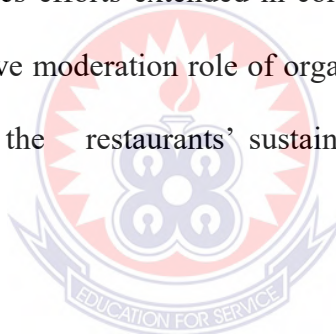 es efforts extended in co
ve moderation role of orga
the restaurants’ sustain
EDUCATION FOR SERVICE